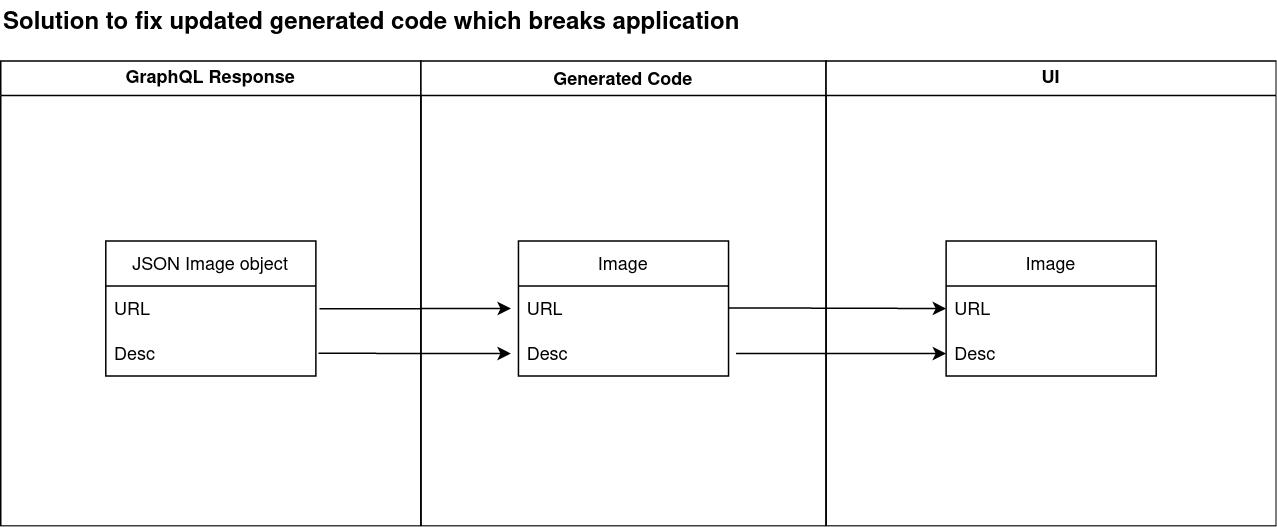 Solution to fix updated generated code which breaks application
GraphQL Response
Generated Code
UI
JSON Image object
URL
Desc
Image
URL
Desc
Image
URL
Desc